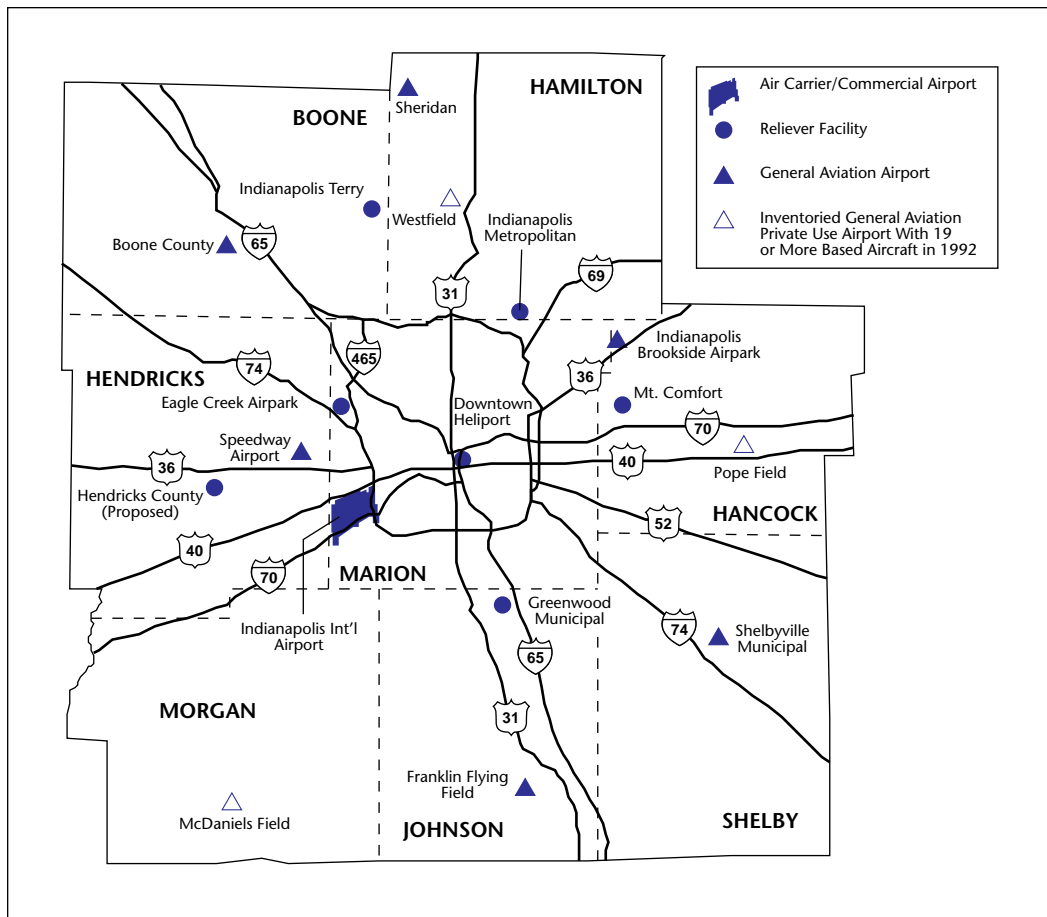 HAMILTON
Sheridan
BOONE
Air Carrier/Commercial Airport
Reliever Facility
General Aviation Airport
Inventoried General Aviation
Private Use Airport With 19
or More Based Aircraft in 1992
Indianapolis Terry
Westfield
Indianapolis
Metropolitan
Boone County
65
31
69
465
Indianapolis
Brookside Airpark
HENDRICKS
74
36
Eagle Creek Airpark
Downtown
Heliport
Mt. Comfort
70
Speedway
Airport
36
40
Pope Field
Hendricks County
(Proposed)
HANCOCK
52
40
70
MARION
Indianapolis Int'l
Airport
Greenwood
Municipal
74
Shelbyville
Municipal
65
MORGAN
31
Franklin Flying
Field
McDaniels Field
JOHNSON
SHELBY